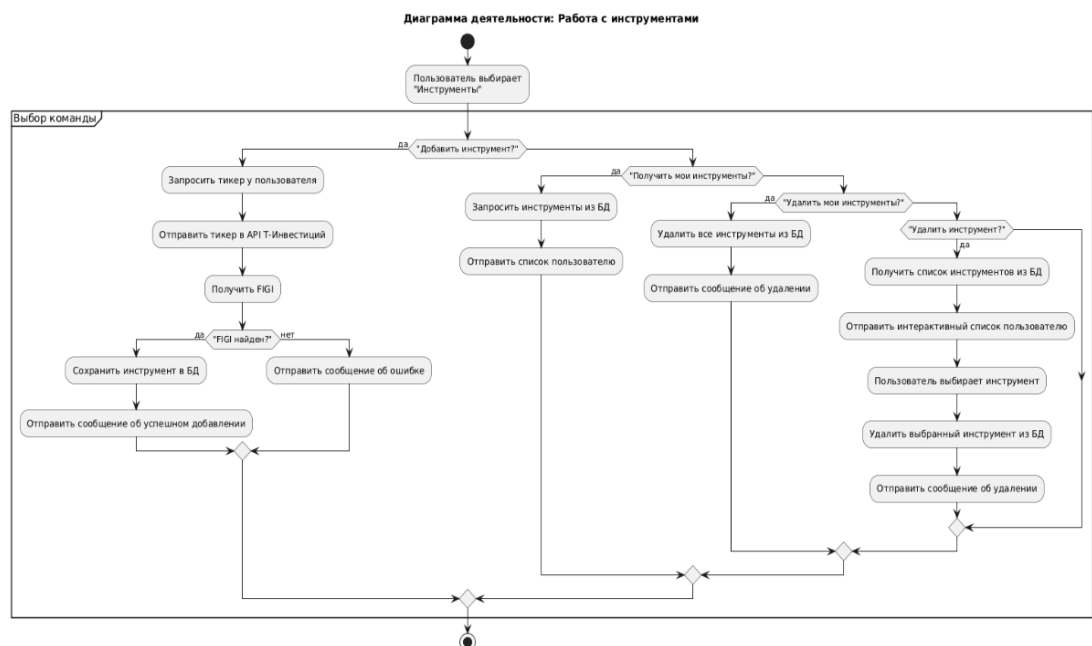 Диаграмма деятельности: Работа с инструментами
Пользователь выбирает
"Инструменты"
Выбор команды
"Добавить инструмент?"
да
Запросить тикер у пользователя
Отправить тикер в API Т-Инвестиций
Получить FIGI
"FIGI найден?"
да
нет
Сохранить инструмент в БД
Отправить сообщение об успешном добавлении
Отправить сообщение об ошибке
"Получить мои инструменты?"
да
Запросить инструменты из БД
Отправить список пользователю
"Удалить мои инструменты?"
да
Удалить все инструменты из БД
Отправить сообщение об удалении
"Удалить инструмент?"
да
Получить список инструментов из БД
Отправить интерактивный список пользователю
Пользователь выбирает инструмент
Удалить выбранный инструмент из БД
Отправить сообщение об удалении